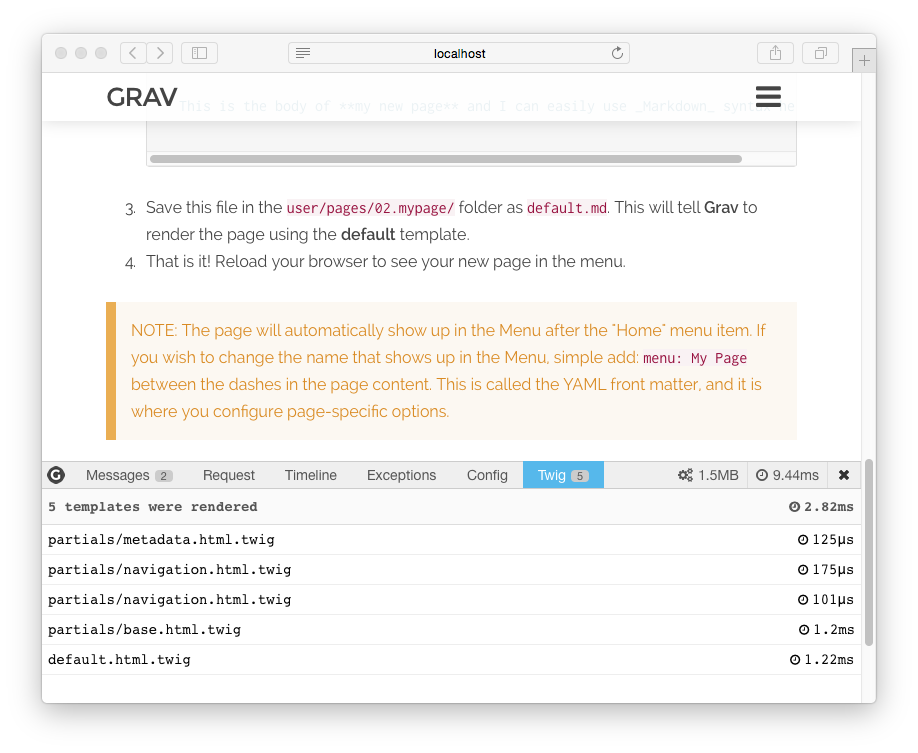 localhost
GRAV
This is the body of **my new page** and I can easily use _Markdown_
3. Save this file in the user/pages/02.mypage/ folder as default.md. This will tell Grav to
render the page using the default template.
4. That is it! Reload your browser to see your new page in the menu.
NOTE: The page will automatically show up in the Menu after the "Home" menu item. If
you wish to change the name that shows up in the Menu, simple add: menu: My Page
between the dashes in the page content. This is called the YAML front matter, and it is
where you configure page-specific options.
Messages 2 Request Timeline Exceptions Config Twig 5 1.5MB 9.44ms
5 templates were rendered 2.82ms
partials/metadata.html.twig 125µs
partials/navigation.html.twig 175µs
partials/navigation.html.twig 101µs
partials/base.html.twig 1.2ms
default.html.twig 1.22ms